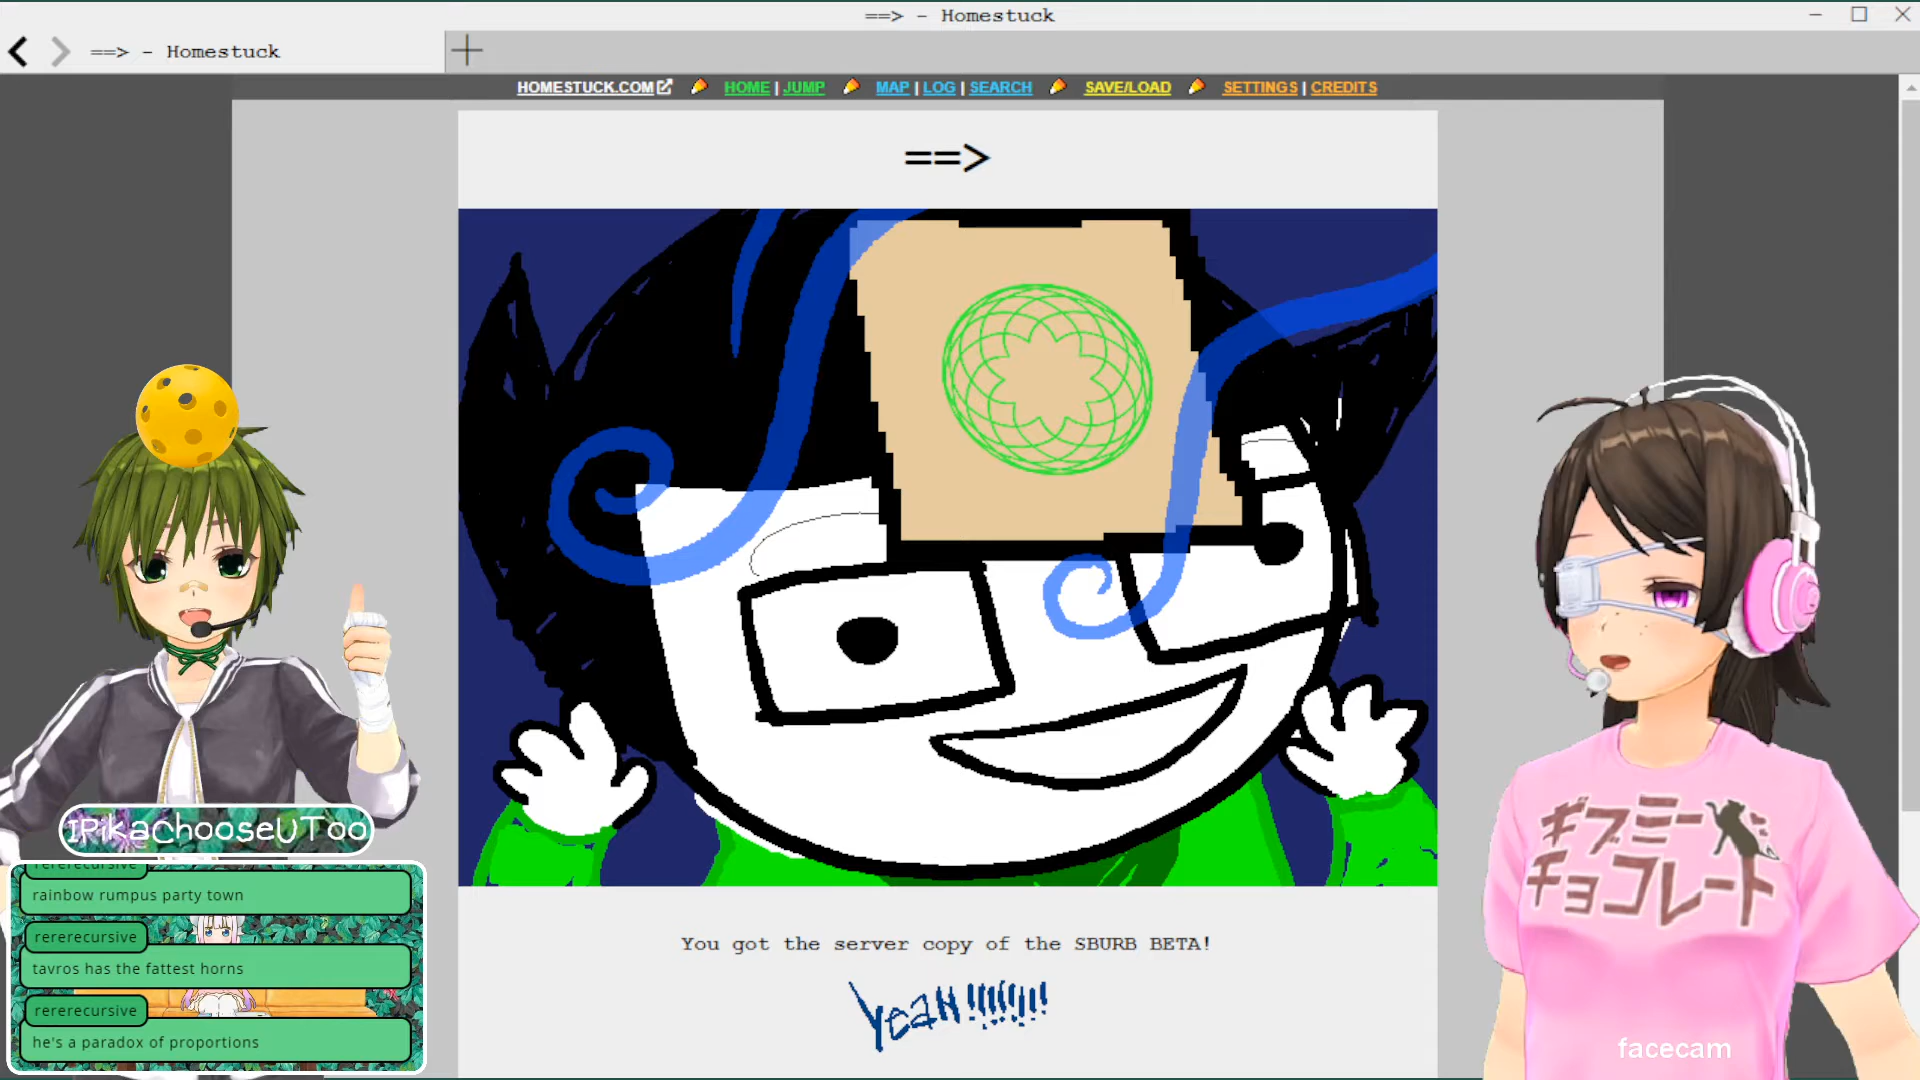 ==> - Homestuck
==> - Homestuck
HOMESTUCK.COM HOME | JUMP MAP | LOG | SEARCH SAVE/LOAD SETTINGS | CREDITS
==>
You got the server copy of the SBURB BETA!
YeaH!!!!!!!!
IPikachooseUToo
rererecursive
rainbow rumpus party town
rererecursive
tavros has the fattest horns
rererecursive
he's a paradox of proportions
ギブミー
チョコレート
facecam